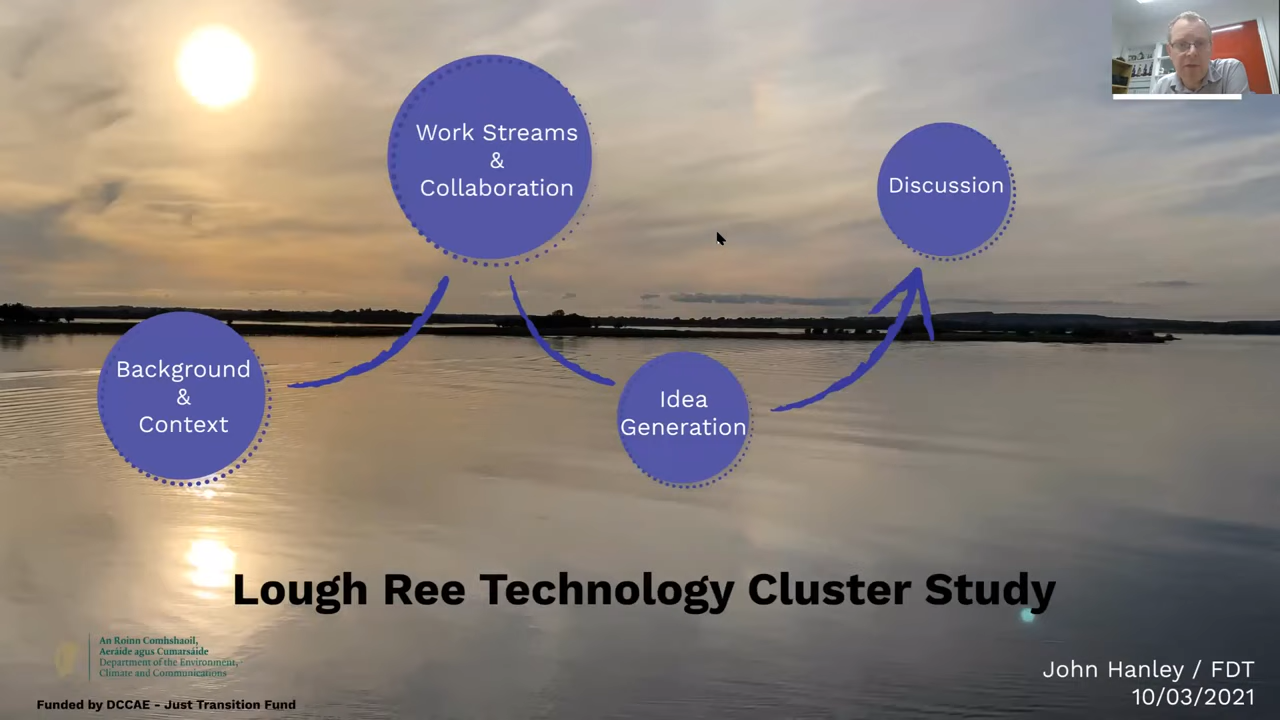 Work Streams
&
Collaboration
Discussion
Background
&
Context
Idea
Generation
Lough Ree Technology Cluster Study
An Roinn Comhshaoil,
Aeráide agus Cumarsáide
Department of the Environment,
Climate and Communications
Funded by DCCAE - Just Transition Fund
John Hanley / FDT
10/03/2021